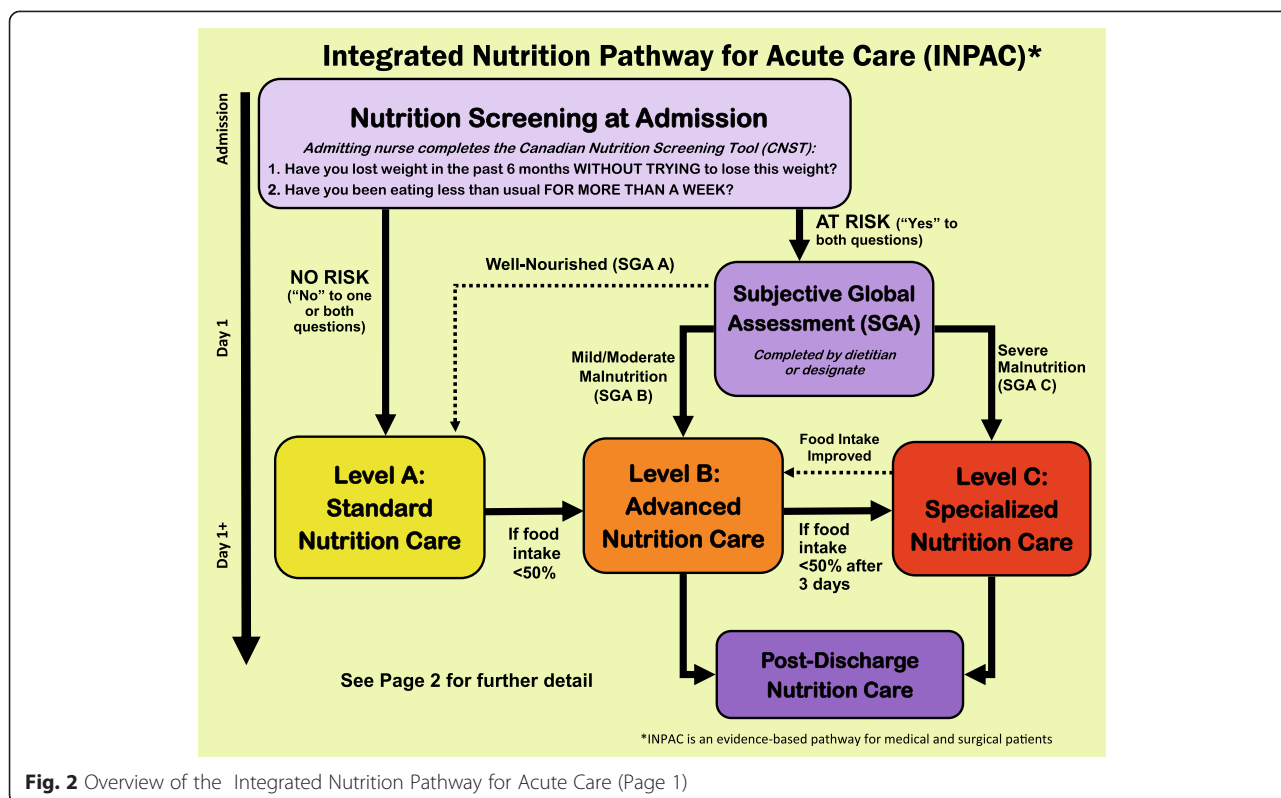 Integrated Nutrition Pathway for Acute Care (INPAC)*
Admission
Nutrition Screening at Admission
Admitting nurse completes the Canadian Nutrition Screening Tool (CNST):
1. Have you lost weight in the past 6 months WITHOUT TRYING to lose this weight?
2. Have you been eating less than usual FOR MORE THAN A WEEK?
AT RISK ("Yes" to
both questions)
NO RISK
("No" to one
or both
questions)
Well-Nourished (SGA A)
Subjective Global
Assessment (SGA)
Completed by dietitian
or designate
Day 1
Mild/Moderate
Malnutrition
(SGA B)
Severe
Malnutrition
(SGA C)
Food Intake
Improved
Level A:
Standard
Nutrition Care
If food
intake
<50%
Level B:
Advanced
Nutrition Care
If food
intake
<50% after
3 days
Level C:
Specialized
Nutrition Care
Day 1+
Post-Discharge
Nutrition Care
See Page 2 for further detail
*INPAC is an evidence-based pathway for medical and surgical patients
Fig. 2 Overview of the Integrated Nutrition Pathway for Acute Care (Page 1)